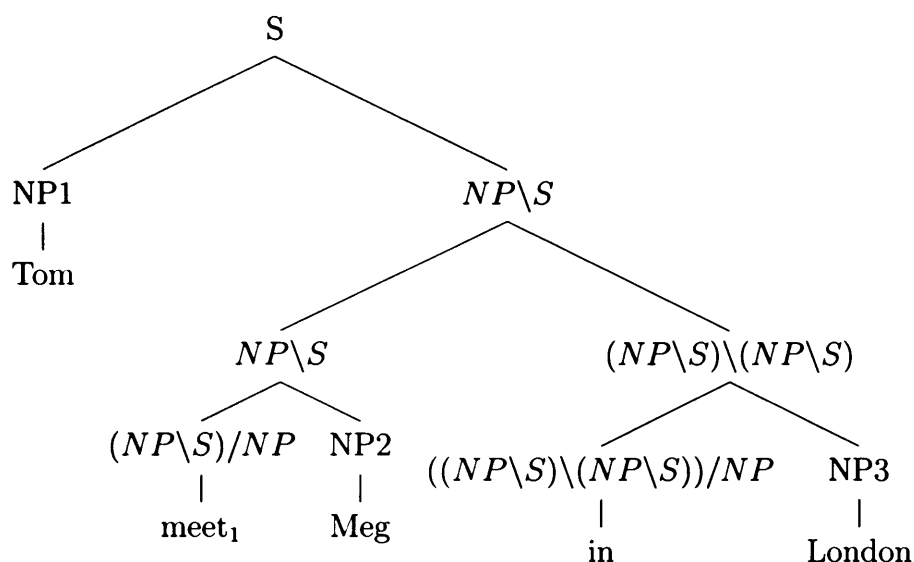 S
NP1 NP\S
Tom
NP\S (NP\S)\(NP\S)
(NP\S)/NP NP2 ((NP\S)\(NP\S))/NP NP3
meet₁ Meg in London